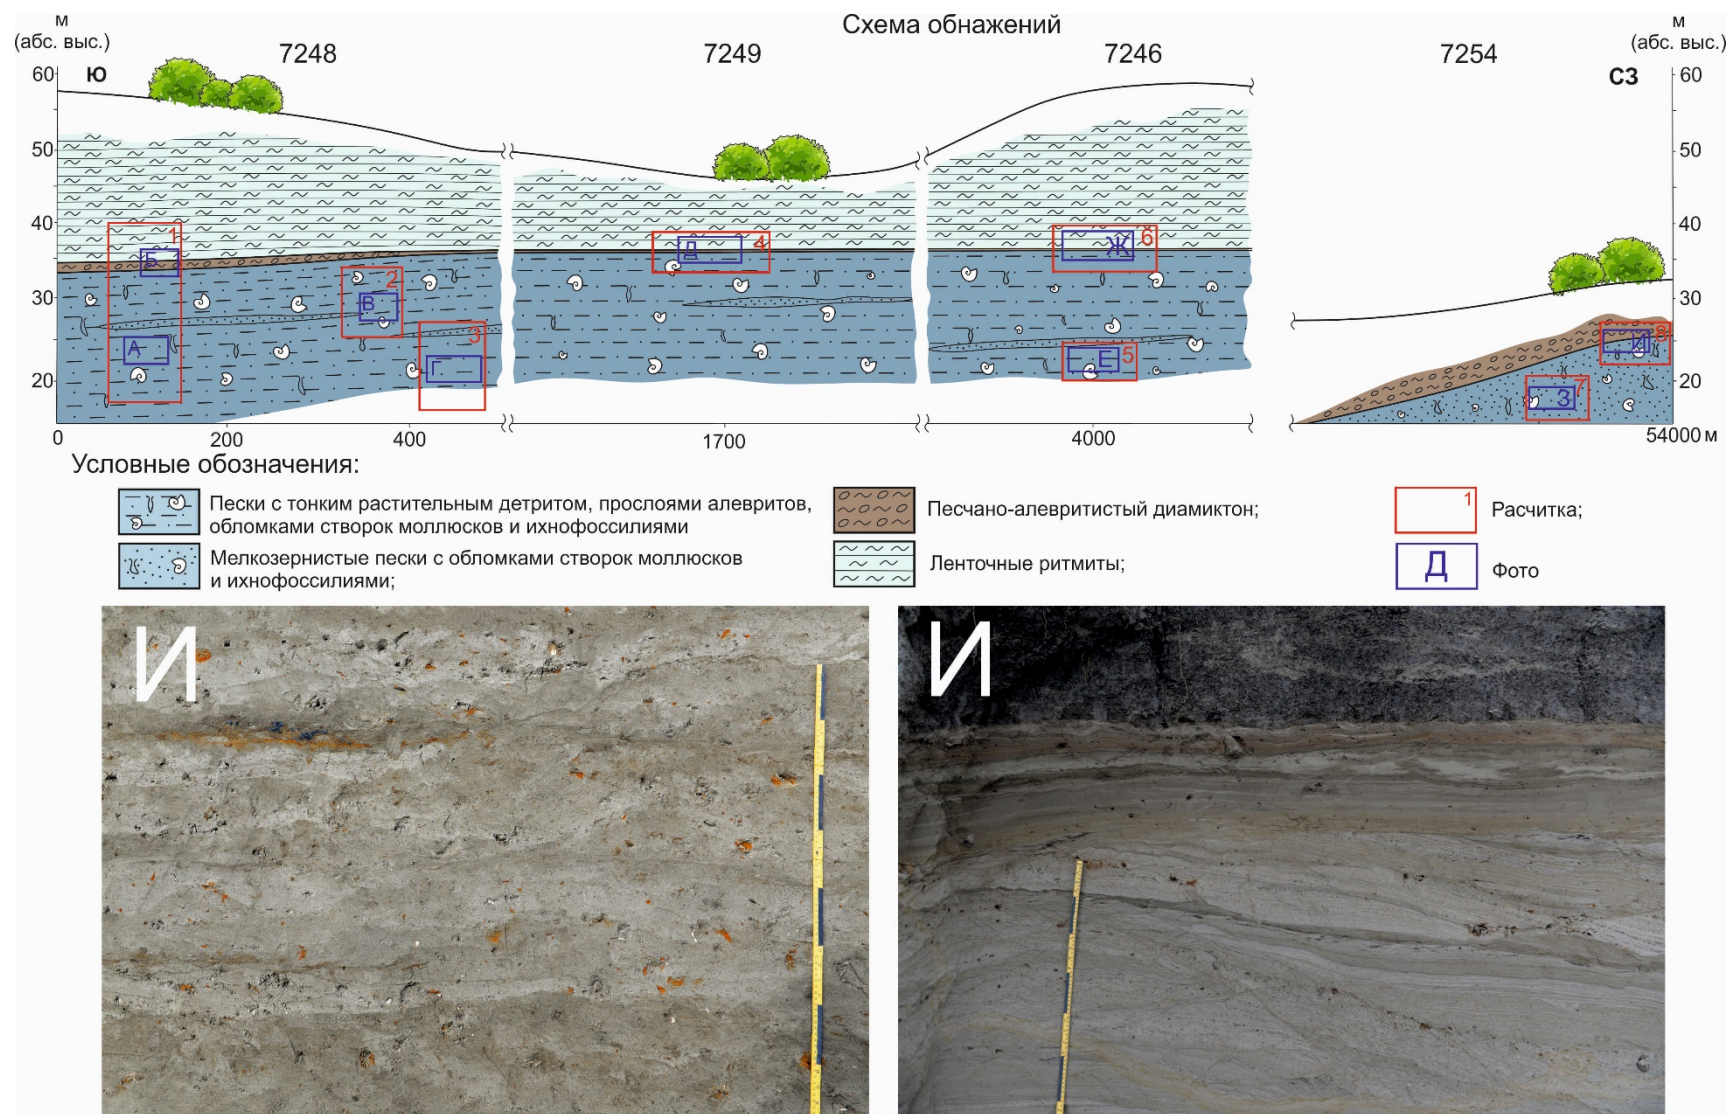 Схема обнажений
м
(абс. выс.)
7248
7249
7246
7254
м
(абс. выс.)
60
Ю
СЗ
60
50
50
40
40
30
30
20
20
1
Б
2
В
А
3
Г
Д
4
Ж
6
5
Е
8
И
7
З
0
200
400
1700
4000
54000 м
Условные обозначения:
Пески с тонким растительным детритом, прослоями алевритов,
обломками створок моллюсков и ихнофоссилиями
Мелкозернистые пески с обломками створок моллюсков
и ихнофоссилиями;
Песчано-алевритистый диамиктон;
Ленточные ритмиты;
1
Расчитка;
Д
Фото
И
И